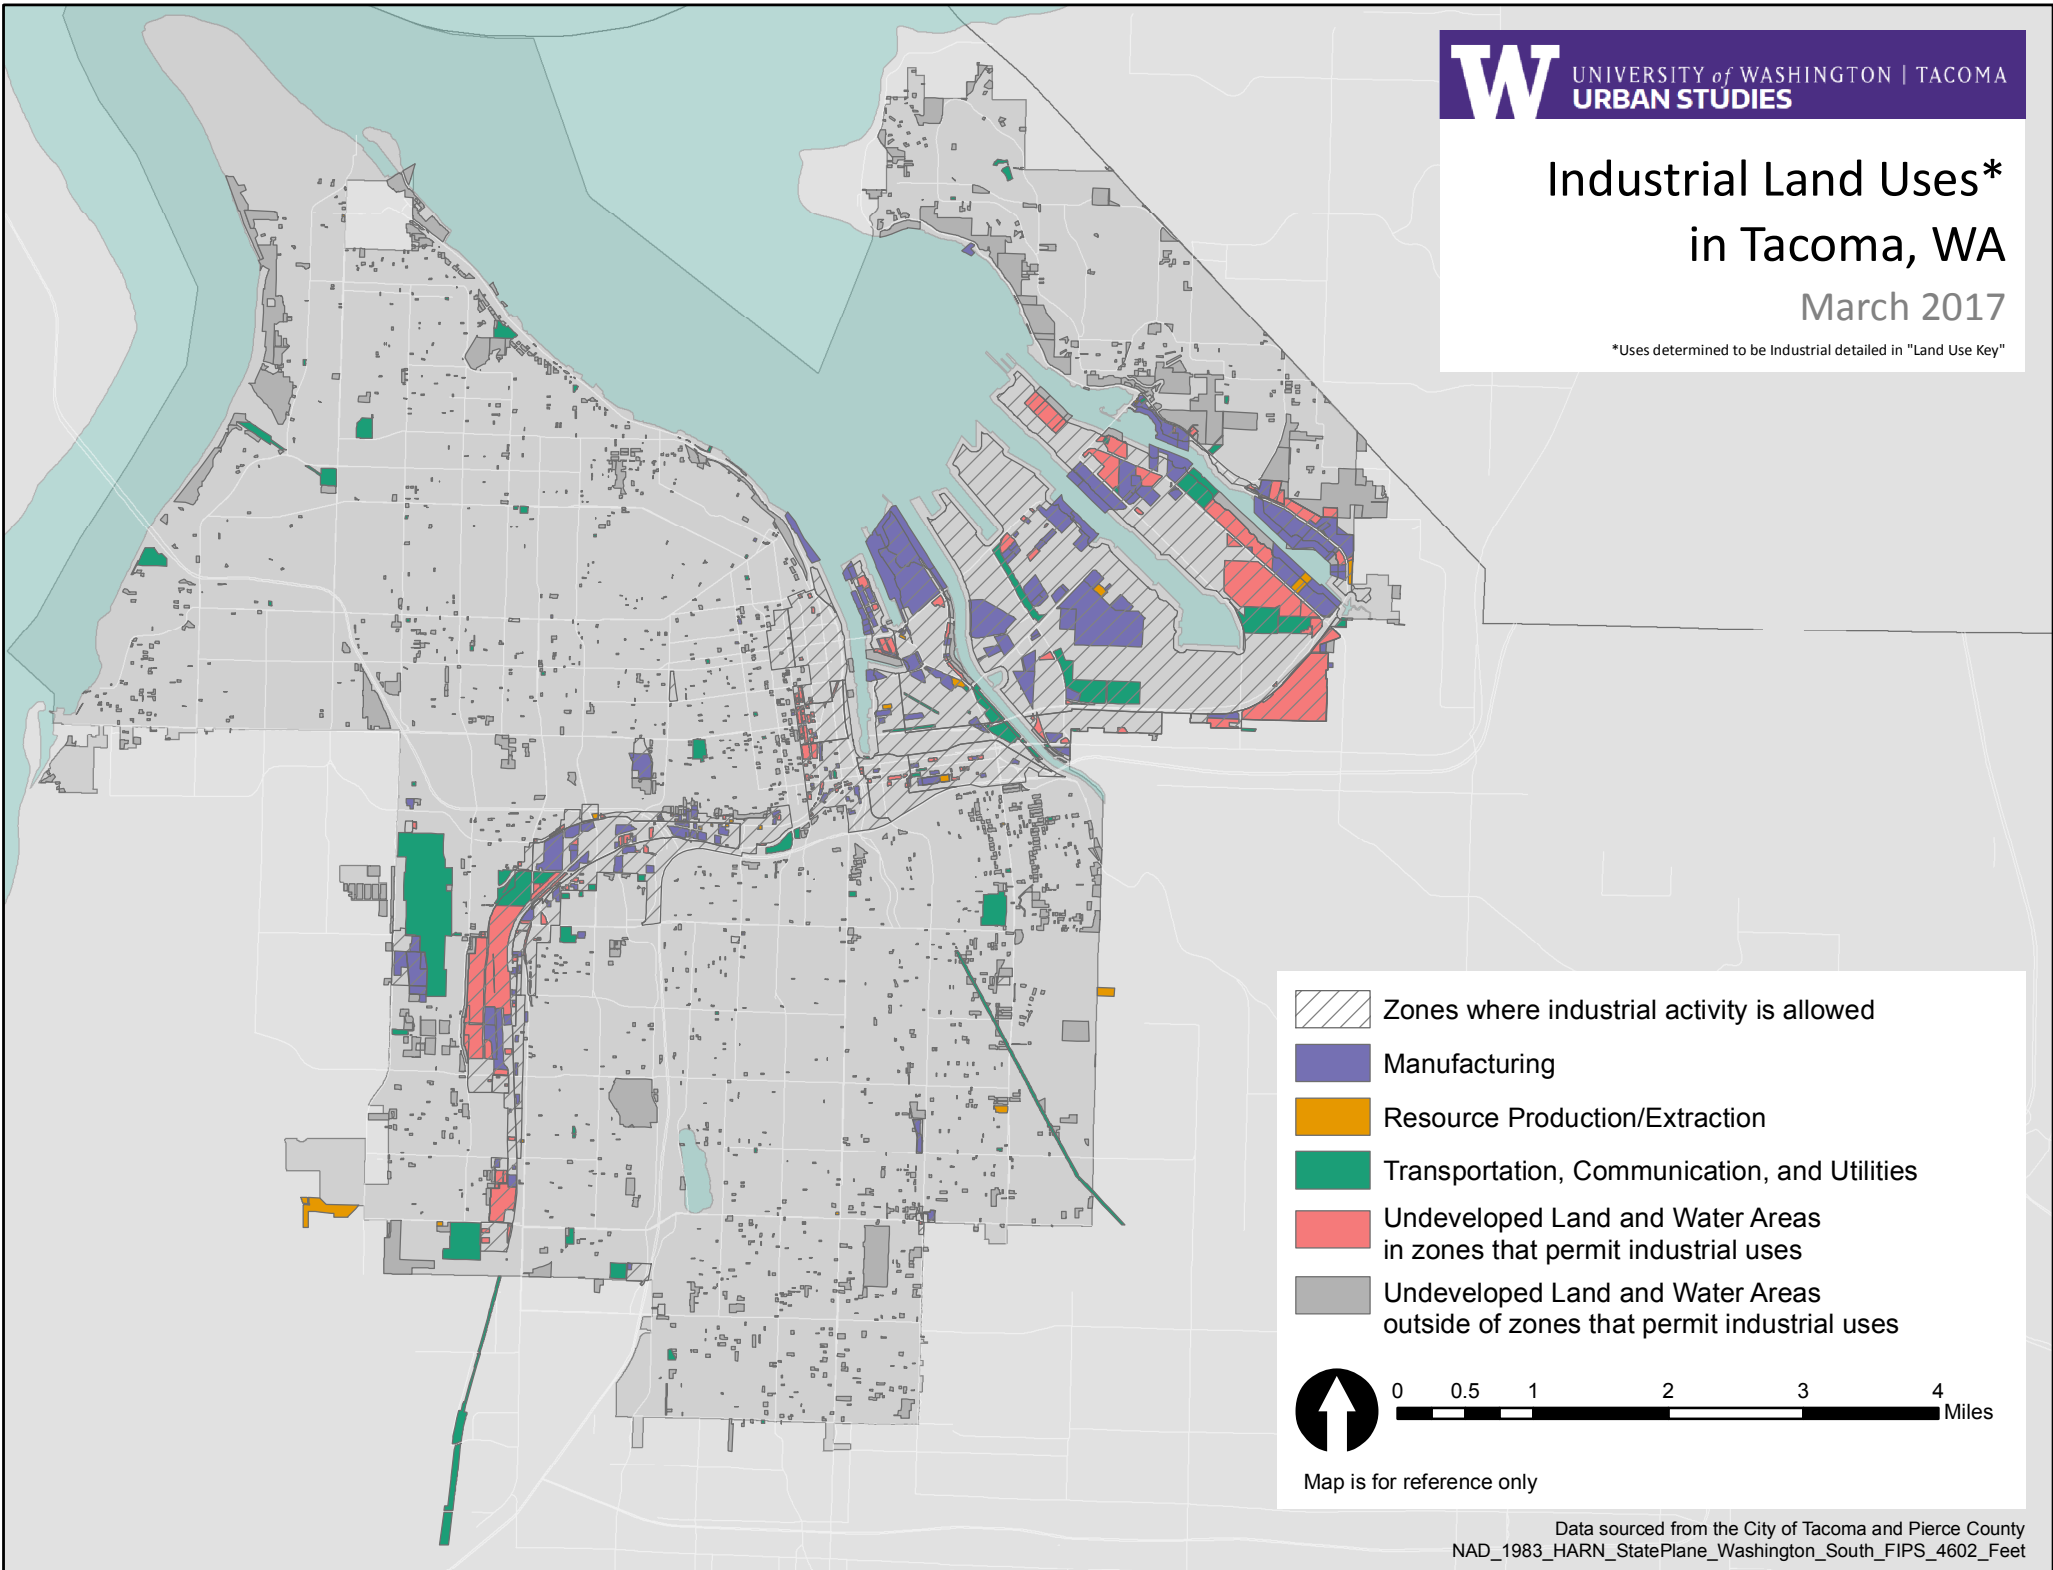 W UNIVERSITY of WASHINGTON | TACOMA
URBAN STUDIES
Industrial Land Uses*
in Tacoma, WA
March 2017
*Uses determined to be Industrial detailed in "Land Use Key"
Zones where industrial activity is allowed
Manufacturing
Resource Production/Extraction
Transportation, Communication, and Utilities
Undeveloped Land and Water Areas
in zones that permit industrial uses
Undeveloped Land and Water Areas
outside of zones that permit industrial uses
0 0.5 1 2 3 4
Miles
Map is for reference only
Data sourced from the City of Tacoma and Pierce County
NAD_1983_HARN_StatePlane_Washington_South_FIPS_4602_Feet